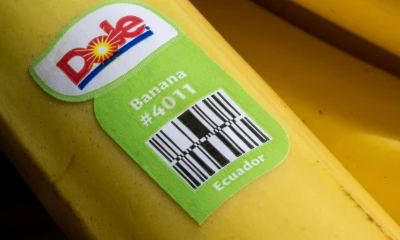 Dole
Banana
#4011
Ecuador